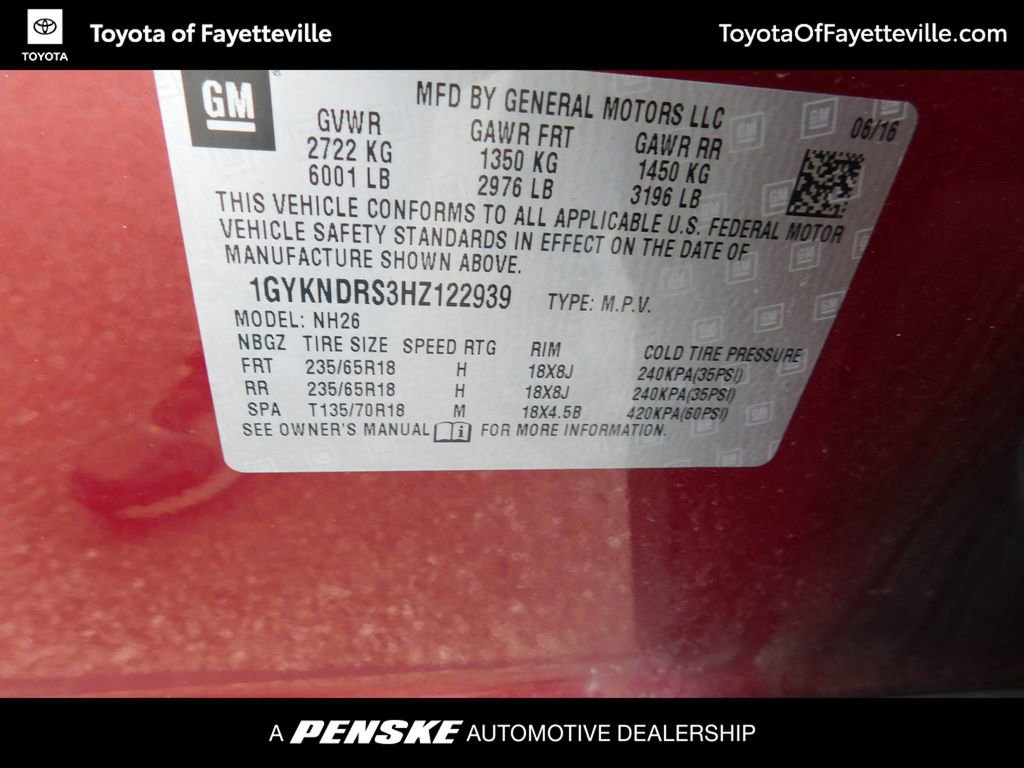 TOYOTA
Toyota of Fayetteville
ToyotaOfFayetteville.com
GM
MFD BY GENERAL MOTORS LLC
06/16
GVWR GAWR FRT GAWR RR
2722 KG 1350 KG 1450 KG
6001 LB 2976 LB 3196 LB
THIS VEHICLE CONFORMS TO ALL APPLICABLE U.S. FEDERAL MOTOR
VEHICLE SAFETY STANDARDS IN EFFECT ON THE DATE OF
MANUFACTURE SHOWN ABOVE.
1GYKNDRS3HZ122939 TYPE: M.P.V.
MODEL: NH26
NBGZ TIRE SIZE SPEED RTG RIM COLD TIRE PRESSURE
FRT 235/65R18 H 18X8J 240KPA(35PSI)
RR 235/65R18 H 18X8J 240KPA(35PSI)
SPA T135/70R18 M 18X4.5B 420KPA(60PSI)
SEE OWNER'S MANUAL FOR MORE INFORMATION.
A PENSKE AUTOMOTIVE DEALERSHIP